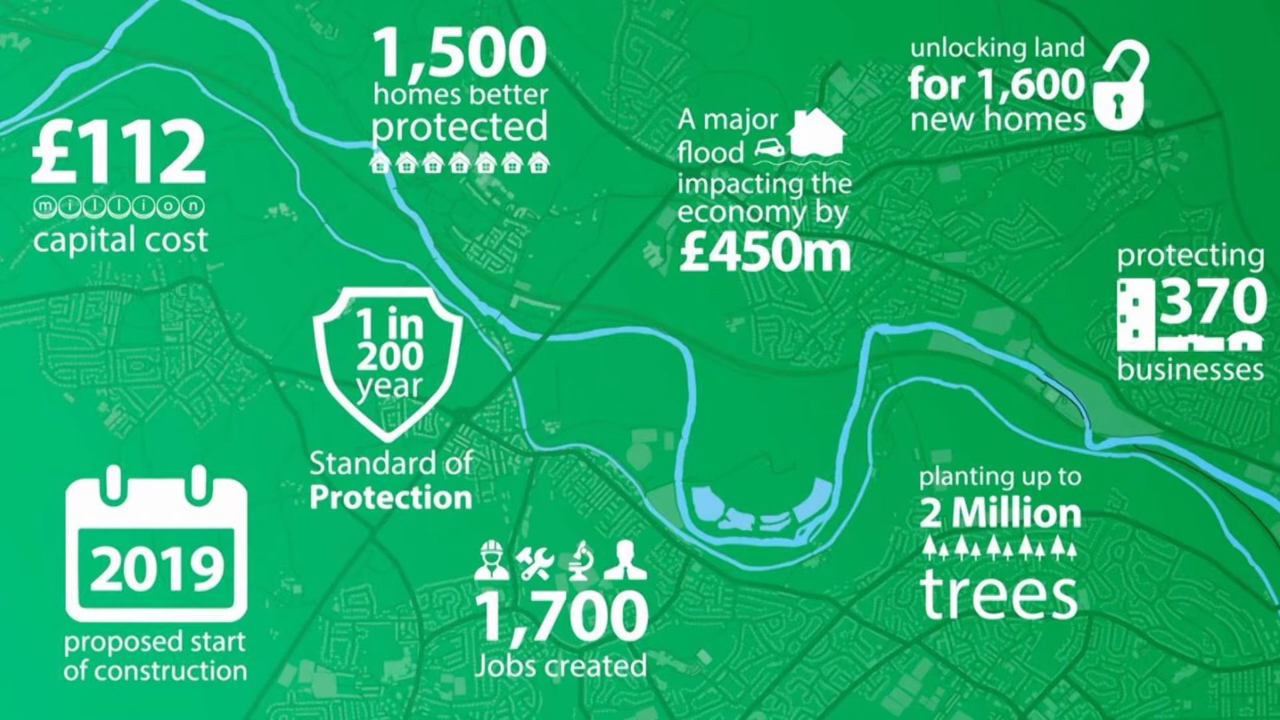 £112
million
capital cost
1,500
homes better
protected
A major
flood
impacting the
economy by
£450m
unlocking land
for 1,600
new homes
protecting
370
businesses
1 in
200
year
Standard of
Protection
2019
proposed start
of construction
1,700
Jobs created
planting up to
2 Million
trees